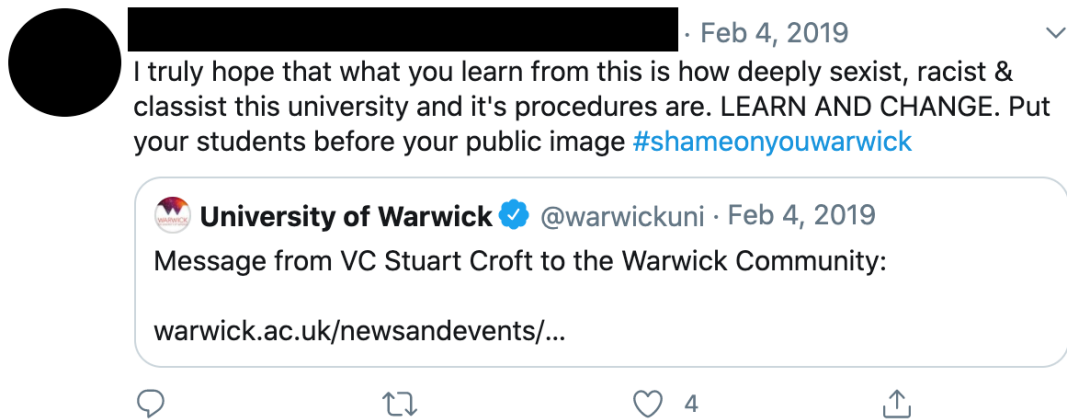 · Feb 4, 2019
I truly hope that what you learn from this is how deeply sexist, racist &
classist this university and it's procedures are. LEARN AND CHANGE. Put
your students before your public image #shameonyouwarwick
WARWICK
University of Warwick @warwickuni · Feb 4, 2019
Message from VC Stuart Croft to the Warwick Community:
warwick.ac.uk/newsandevents/...
4